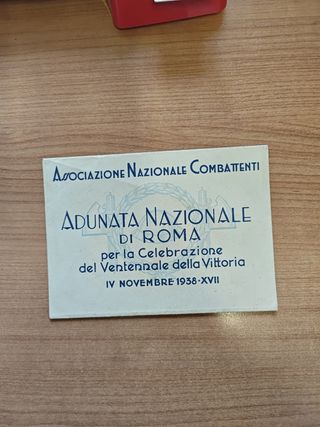 Associazione Nazionale Combattenti
Adunata Nazionale
di Roma
per la Celebrazione
del Ventennale della Vittoria
IV NOVEMBRE 1938-XVII